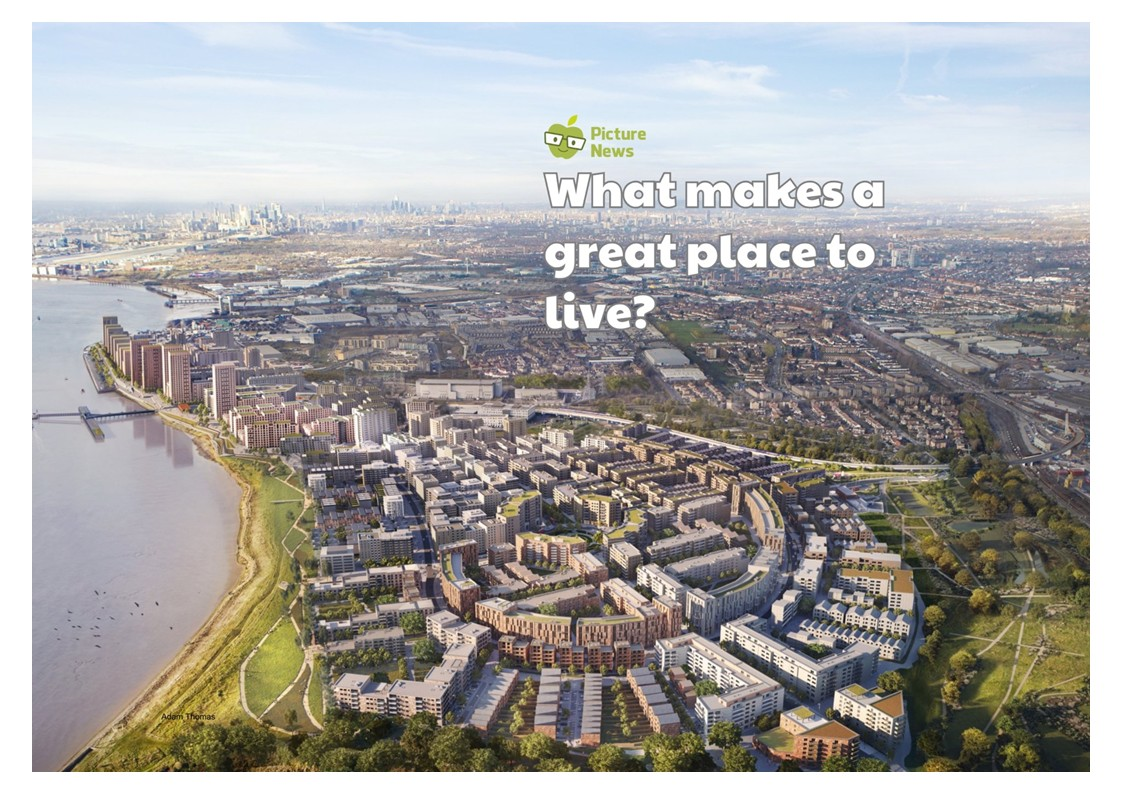 Picture
News
What makes a
great place to
live?
Adam Thomas